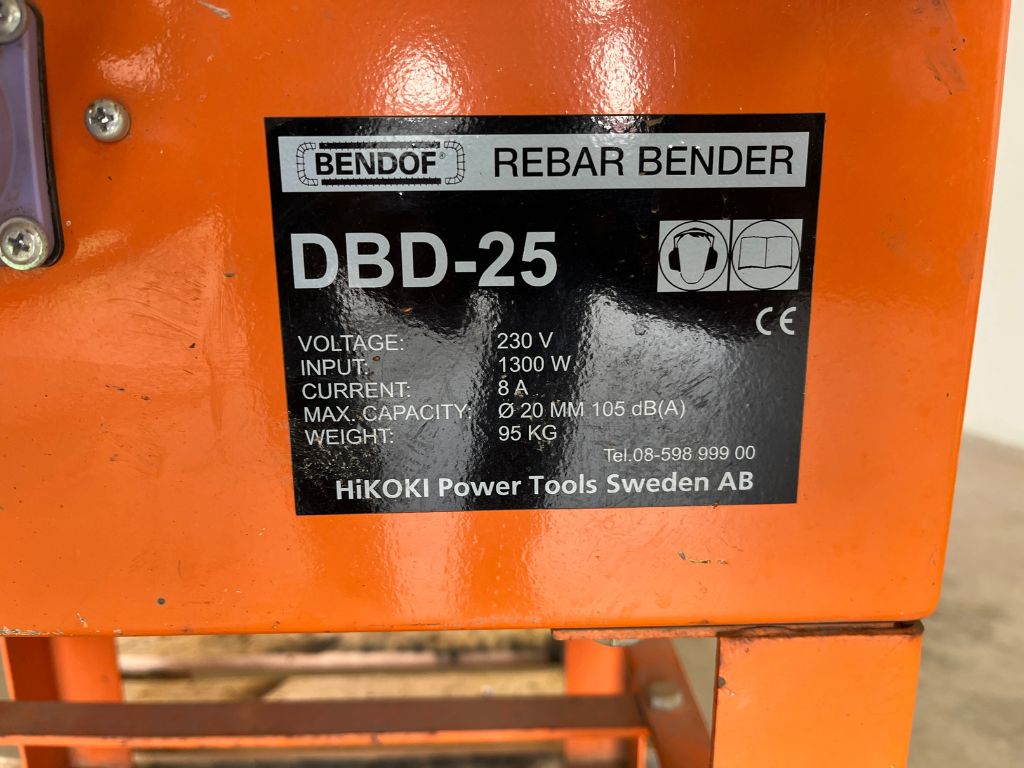 BENDOF® REBAR BENDER
DBD-25
CE
VOLTAGE: 230 V
INPUT: 1300 W
CURRENT: 8 A
MAX. CAPACITY: Ø 20 MM 105 dB(A)
WEIGHT: 95 KG
Tel.08-598 999 00
HiKOKI Power Tools Sweden AB